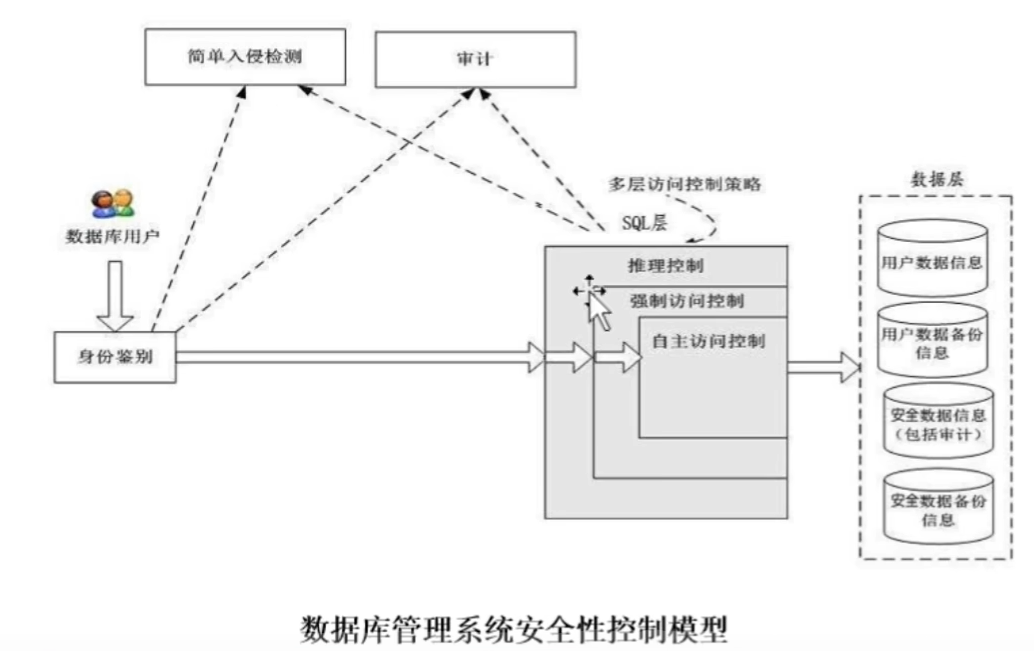 简单入侵检测
审计
多层访问控制策略
数据层
SQL层
数据库用户
推理控制
用户数据信息
强制访问控制
用户数据备份
信息
自主访问控制
身份鉴别
安全数据信息
（包括审计）
安全数据备份
信息
数据库管理系统安全性控制模型